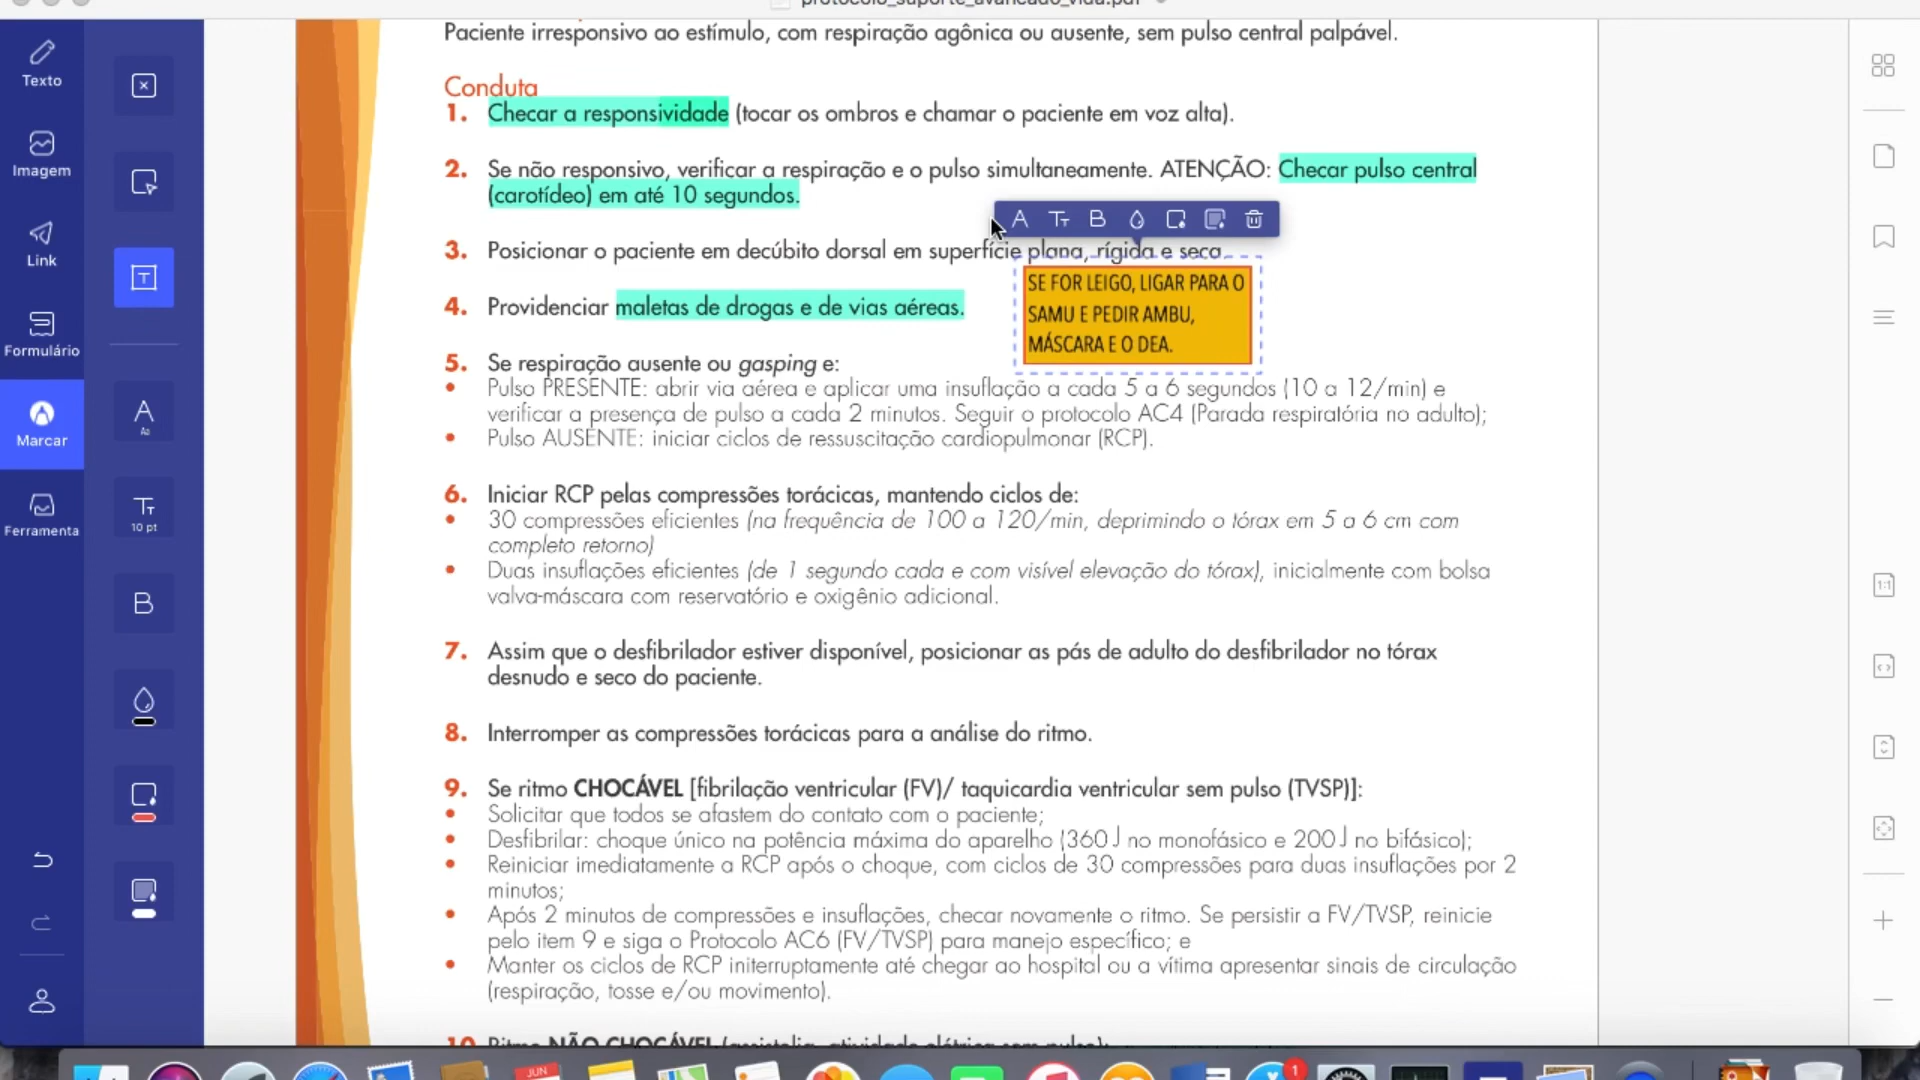 protocolo_suporte_avancado_vida.pdf
Texto
Imagem
Link
Formulário
Marcar
Ferramenta
10 pt
Paciente irresponsivo ao estímulo, com respiração agônica ou ausente, sem pulso central palpável.
Conduta
1. Checar a responsividade (tocar os ombros e chamar o paciente em voz alta).
2. Se não responsivo, verificar a respiração e o pulso simultaneamente. ATENÇÃO: Checar pulso central
(carotídeo) em até 10 segundos.
3. Posicionar o paciente em decúbito dorsal em superfície plana, rígida e seca.
SE FOR LEIGO, LIGAR PARA O
SAMU E PEDIR AMBU,
MÁSCARA E O DEA.
4. Providenciar maletas de drogas e de vias aéreas.
5. Se respiração ausente ou gasping e:
• Pulso PRESENTE: abrir via aérea e aplicar uma insuflação a cada 5 a 6 segundos (10 a 12/min) e
verificar a presença de pulso a cada 2 minutos. Seguir o protocolo AC4 (Parada respiratória no adulto);
• Pulso AUSENTE: iniciar ciclos de ressuscitação cardiopulmonar (RCP).
6. Iniciar RCP pelas compressões torácicas, mantendo ciclos de:
• 30 compressões eficientes (na frequência de 100 a 120/min, deprimindo o tórax em 5 a 6 cm com
completo retorno)
• Duas insuflações eficientes (de 1 segundo cada e com visível elevação do tórax), inicialmente com bolsa
valva-máscara com reservatório e oxigênio adicional.
7. Assim que o desfibrilador estiver disponível, posicionar as pás de adulto do desfibrilador no tórax
desnudo e seco do paciente.
8. Interromper as compressões torácicas para a análise do ritmo.
9. Se ritmo CHOCÁVEL [fibrilação ventricular (FV)/ taquicardia ventricular sem pulso (TVSP)]:
• Solicitar que todos se afastem do contato com o paciente;
• Desfibrilar: choque único na potência máxima do aparelho (360 J no monofásico e 200 J no bifásico);
• Reiniciar imediatamente a RCP após o choque, com ciclos de 30 compressões para duas insuflações por 2
minutos;
• Após 2 minutos de compressões e insuflações, checar novamente o ritmo. Se persistir a FV/TVSP, reinicie
pelo item 9 e siga o Protocolo AC6 (FV/TVSP) para manejo específico; e
• Manter os ciclos de RCP initerruptamente até chegar ao hospital ou a vítima apresentar sinais de circulação
(respiração, tosse e/ou movimento).
10. Ritmo NÃO CHOCÁVEL (assistolia, atividade elétrica sem pulso):
JUN
1